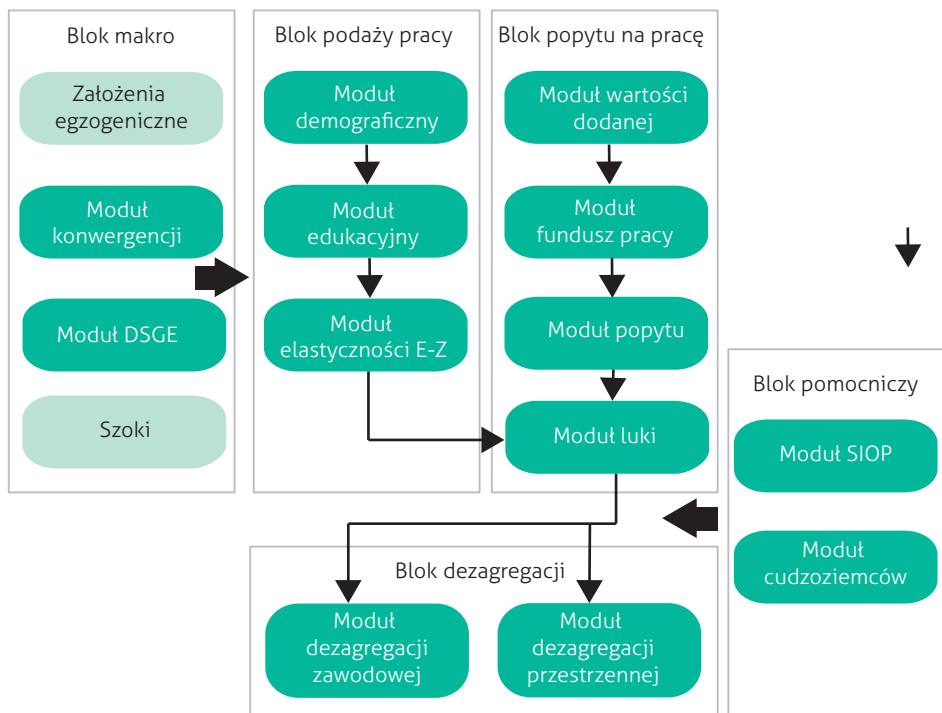 Blok makro
Założenia
egzogeniczne
Moduł
konwergencji
Moduł DSGE
Szoki
Blok podaży pracy
Moduł
demograficzny
Moduł
edukacyjny
Moduł
elastyczności E-Z
Blok popytu na pracę
Moduł wartości
dodanej
Moduł
fundusz pracy
Moduł popytu
Moduł luki
Blok pomocniczy
Moduł SIOP
Moduł
cudzoziemców
Blok dezagregacji
Moduł
dezagregacji
zawodowej
Moduł
dezagregacji
przestrzennej